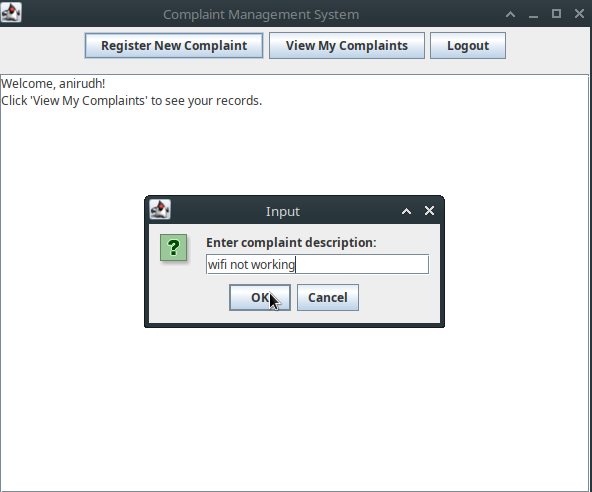 Complaint Management System
Register New Complaint View My Complaints Logout
Welcome, anirudh!
Click 'View My Complaints' to see your records.
Input
? Enter complaint description:
wifi not working
OK Cancel